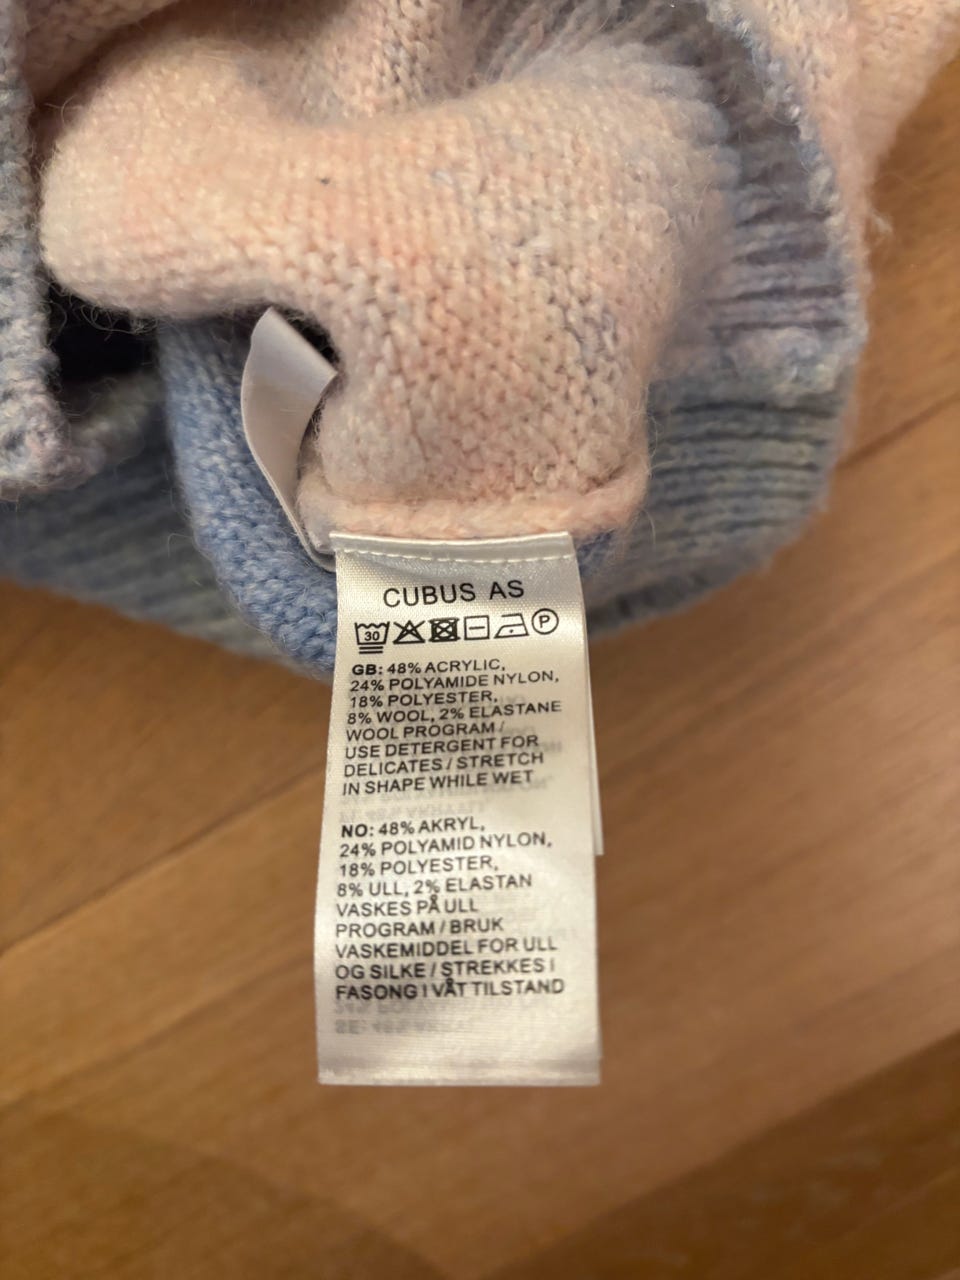 CUBUS AS
30 P
GB: 48% ACRYLIC,
24% POLYAMIDE NYLON,
18% POLYESTER,
8% WOOL, 2% ELASTANE
WOOL PROGRAM /
USE DETERGENT FOR
DELICATES / STRETCH
IN SHAPE WHILE WET
NO: 48% AKRYL,
24% POLYAMID NYLON,
18% POLYESTER,
8% ULL, 2% ELASTAN
VASKES PÅ ULL
PROGRAM / BRUK
VASKEMIDDEL FOR ULL
OG SILKE / STREKKES I
FASONG I VÅT TILSTAND